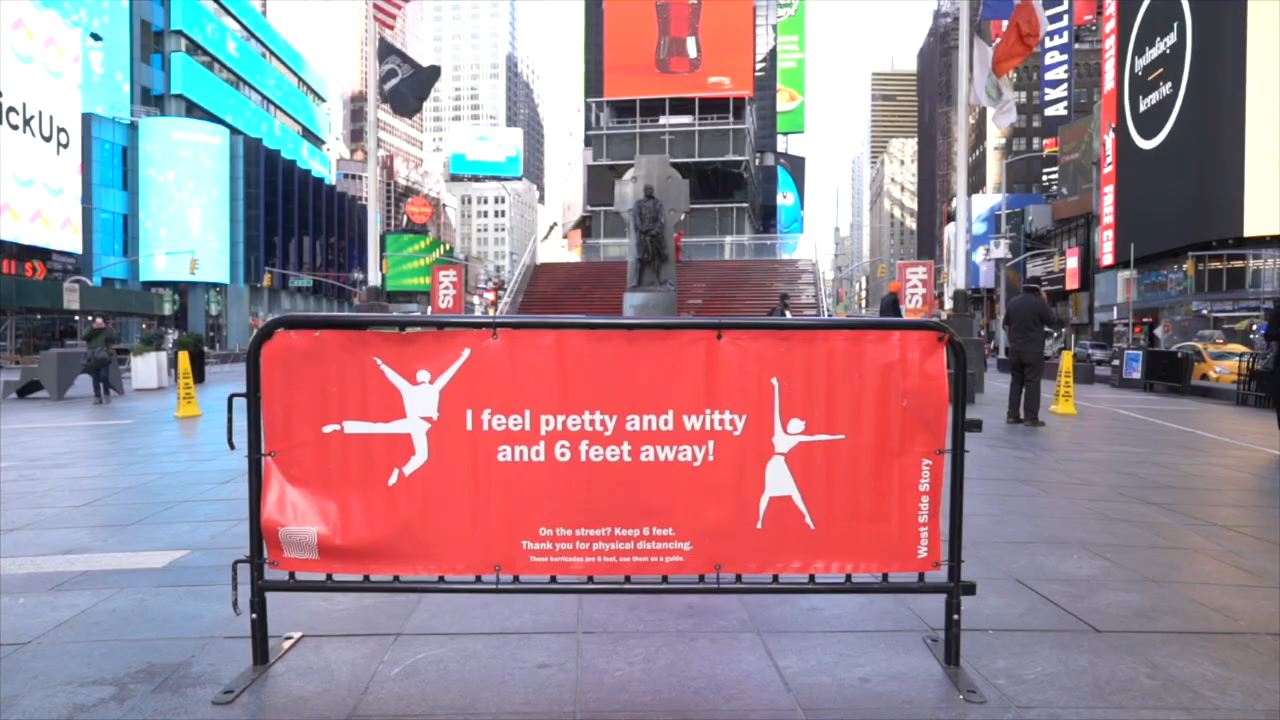 ickUp
tkts
tkts
AKAPELL
hydrafacial
keravive
I feel pretty and witty
and 6 feet away!
On the street? Keep 6 feet.
Thank you for physical distancing.
These barricades are 6 feet, use them as a guide.
West Side Story